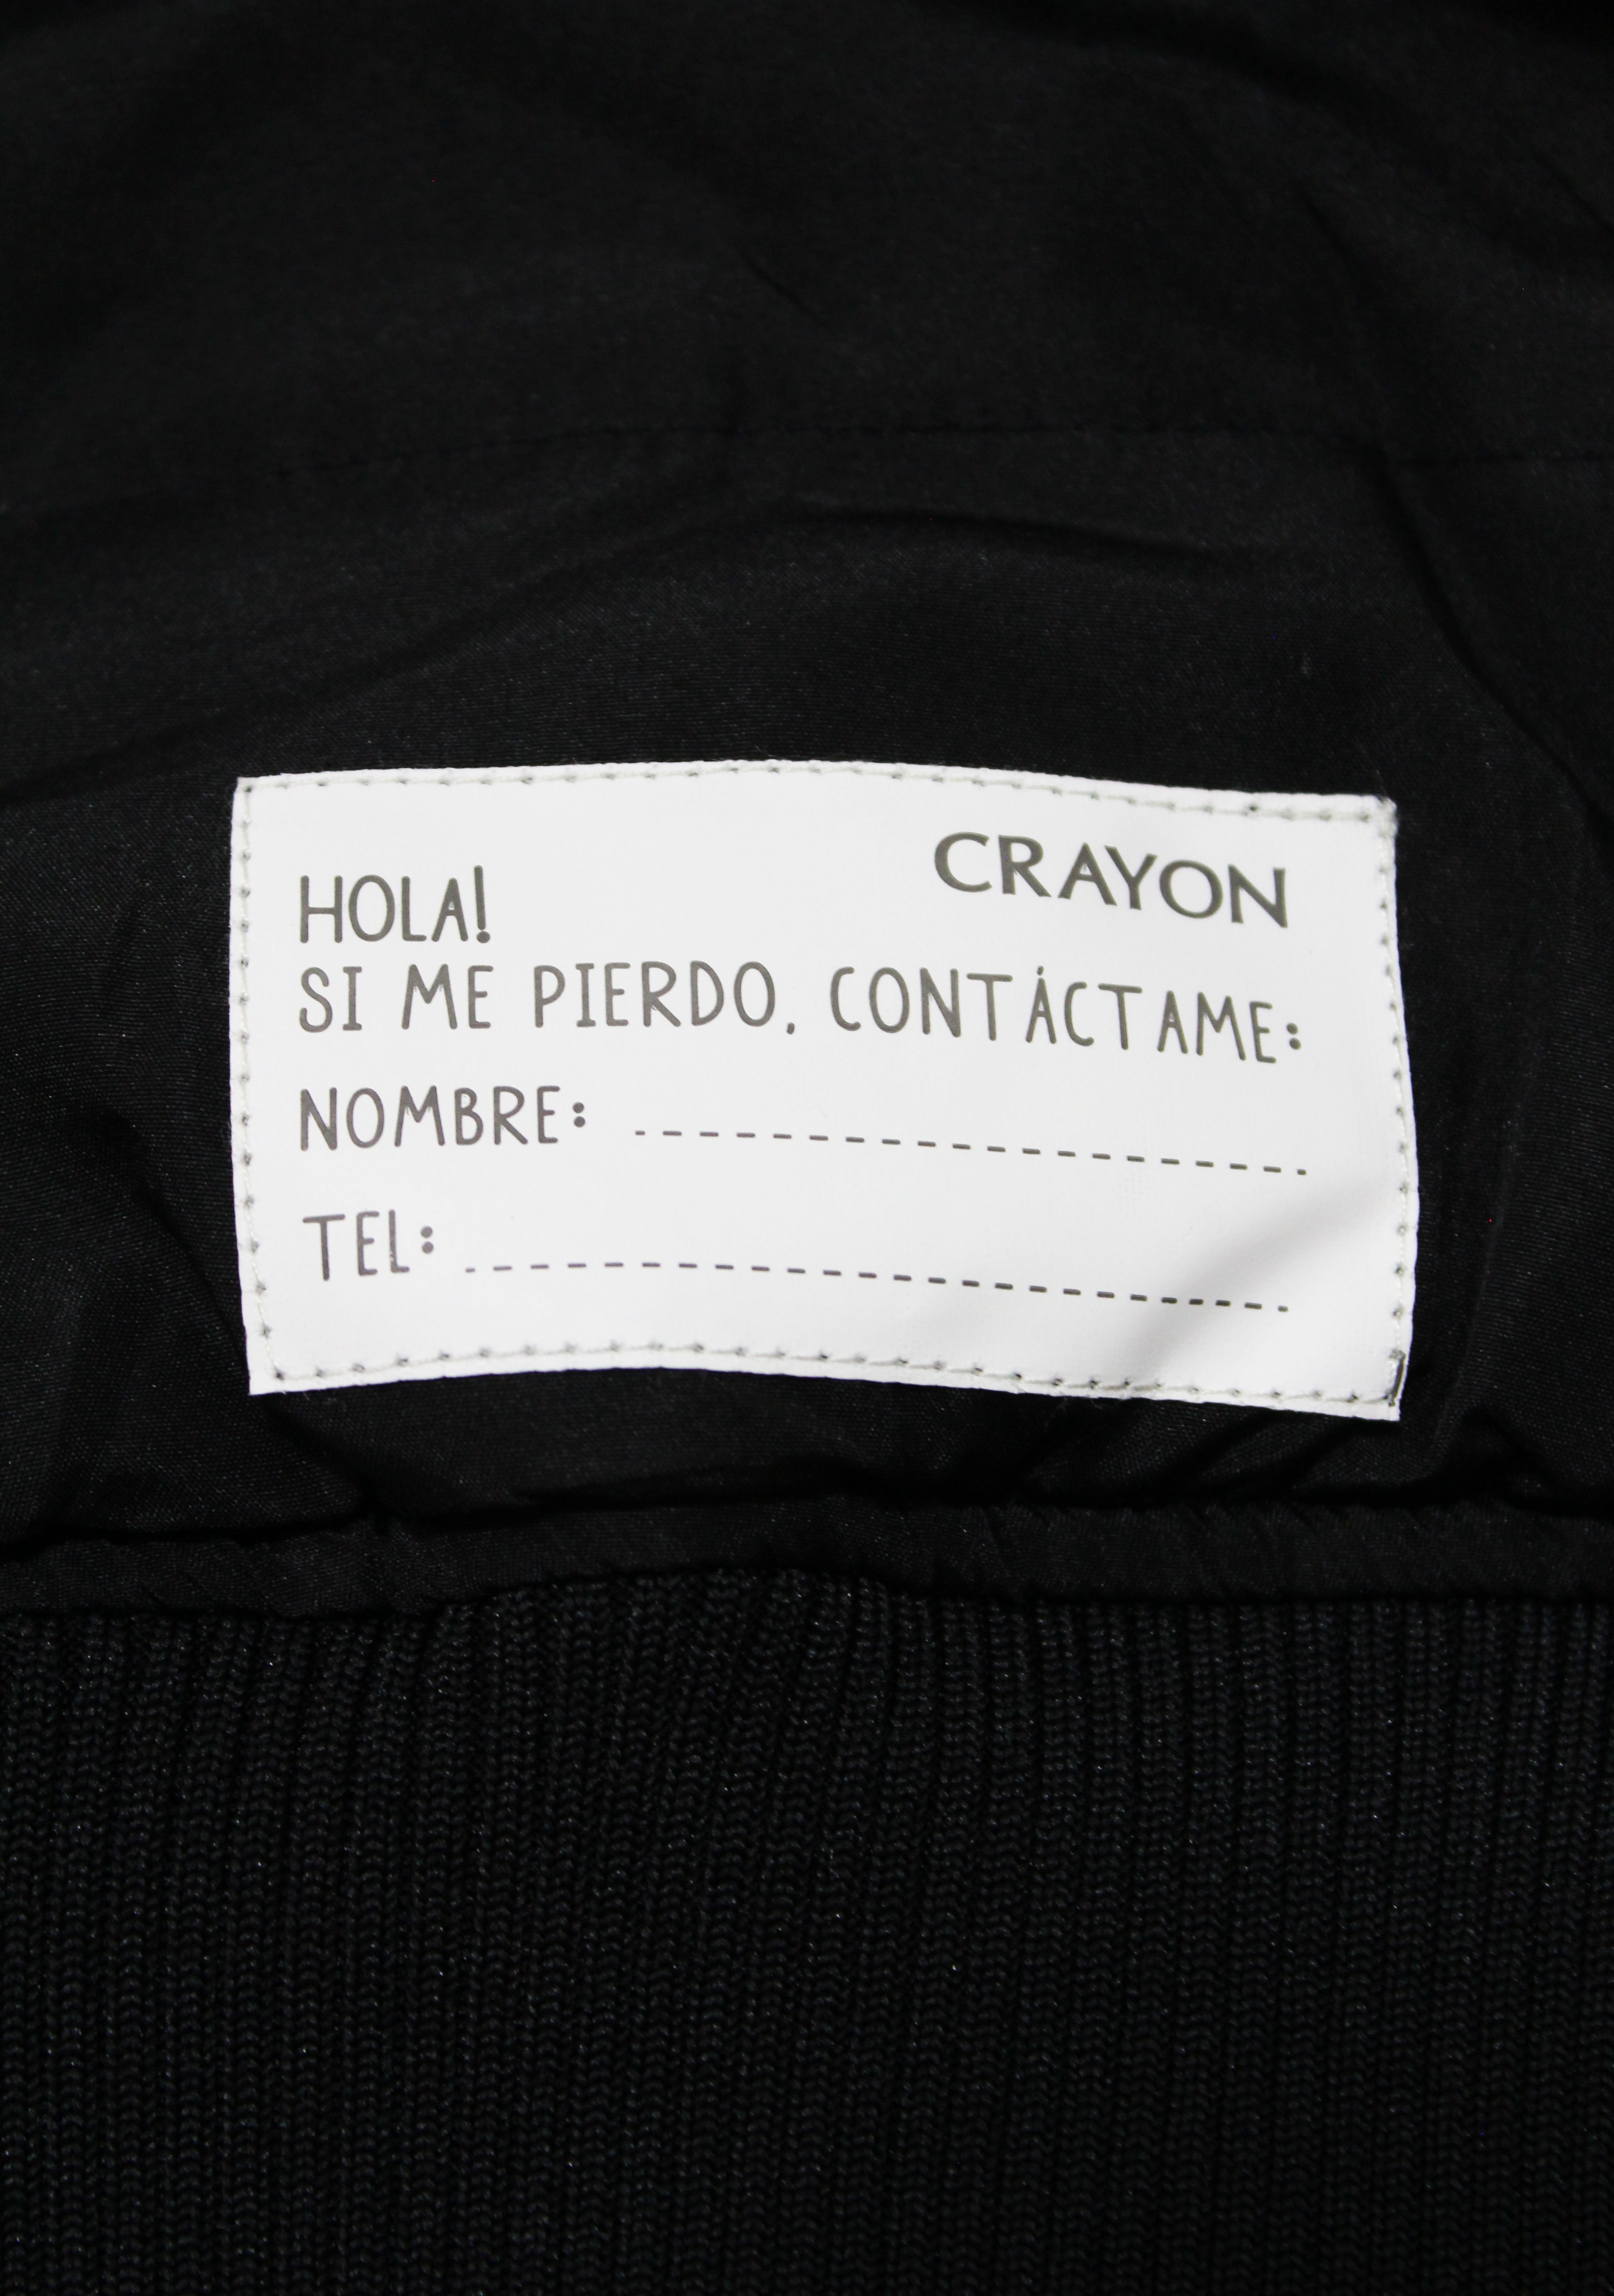 CRAYON
HOLA!
SI ME PIERDO, CONTÁCTAME:
NOMBRE: --------------------
TEL: ------------------------